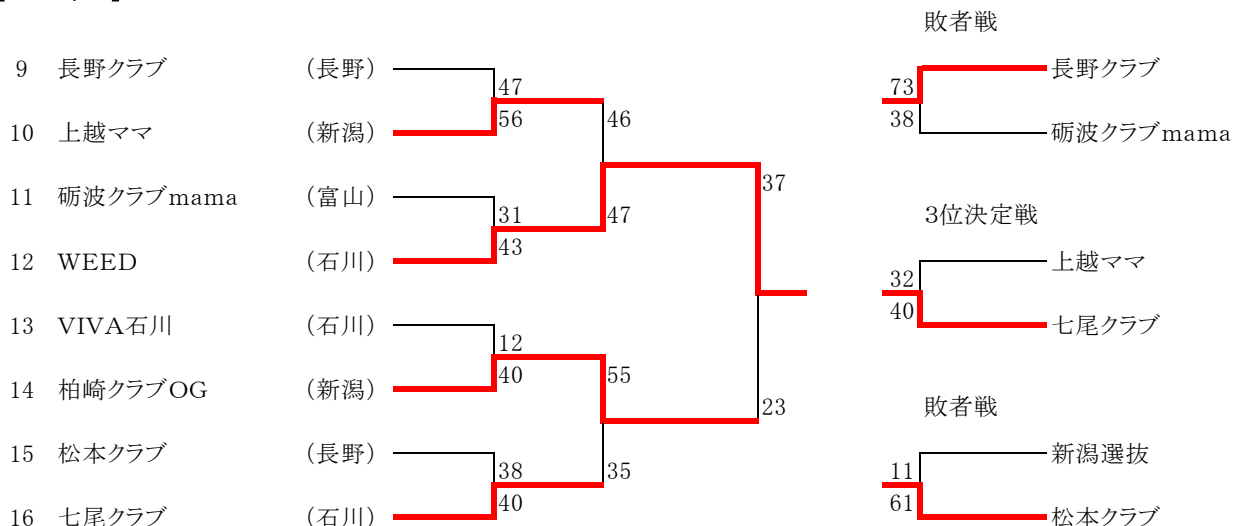 敗者戦
9 長野クラブ (長野) 長野クラブ
47 73
56 46 38
10 上越ママ (新潟) 砺波クラブmama
37
11 砺波クラブmama (富山)
31 47 3位決定戦
43
12 WEED (石川) 上越ママ
32
40
13 VIVA石川 (石川) 七尾クラブ
12
40 55
14 柏崎クラブOG (新潟) 敗者戦
23
15 松本クラブ (長野) 新潟選抜
38 35 11
40 61
16 七尾クラブ (石川) 松本クラブ